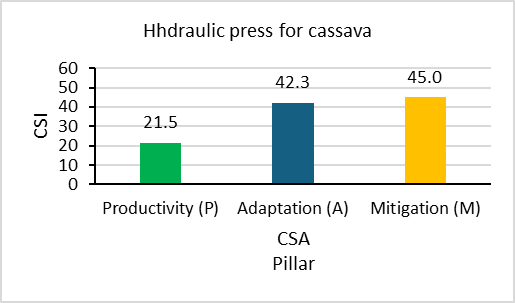 Hhdraulic press for cassava
CSI
60
50
40
30
20
10
0
21.5
42.3
45.0
Productivity (P)
Adaptation (A)
Mitigation (M)
CSA
Pillar